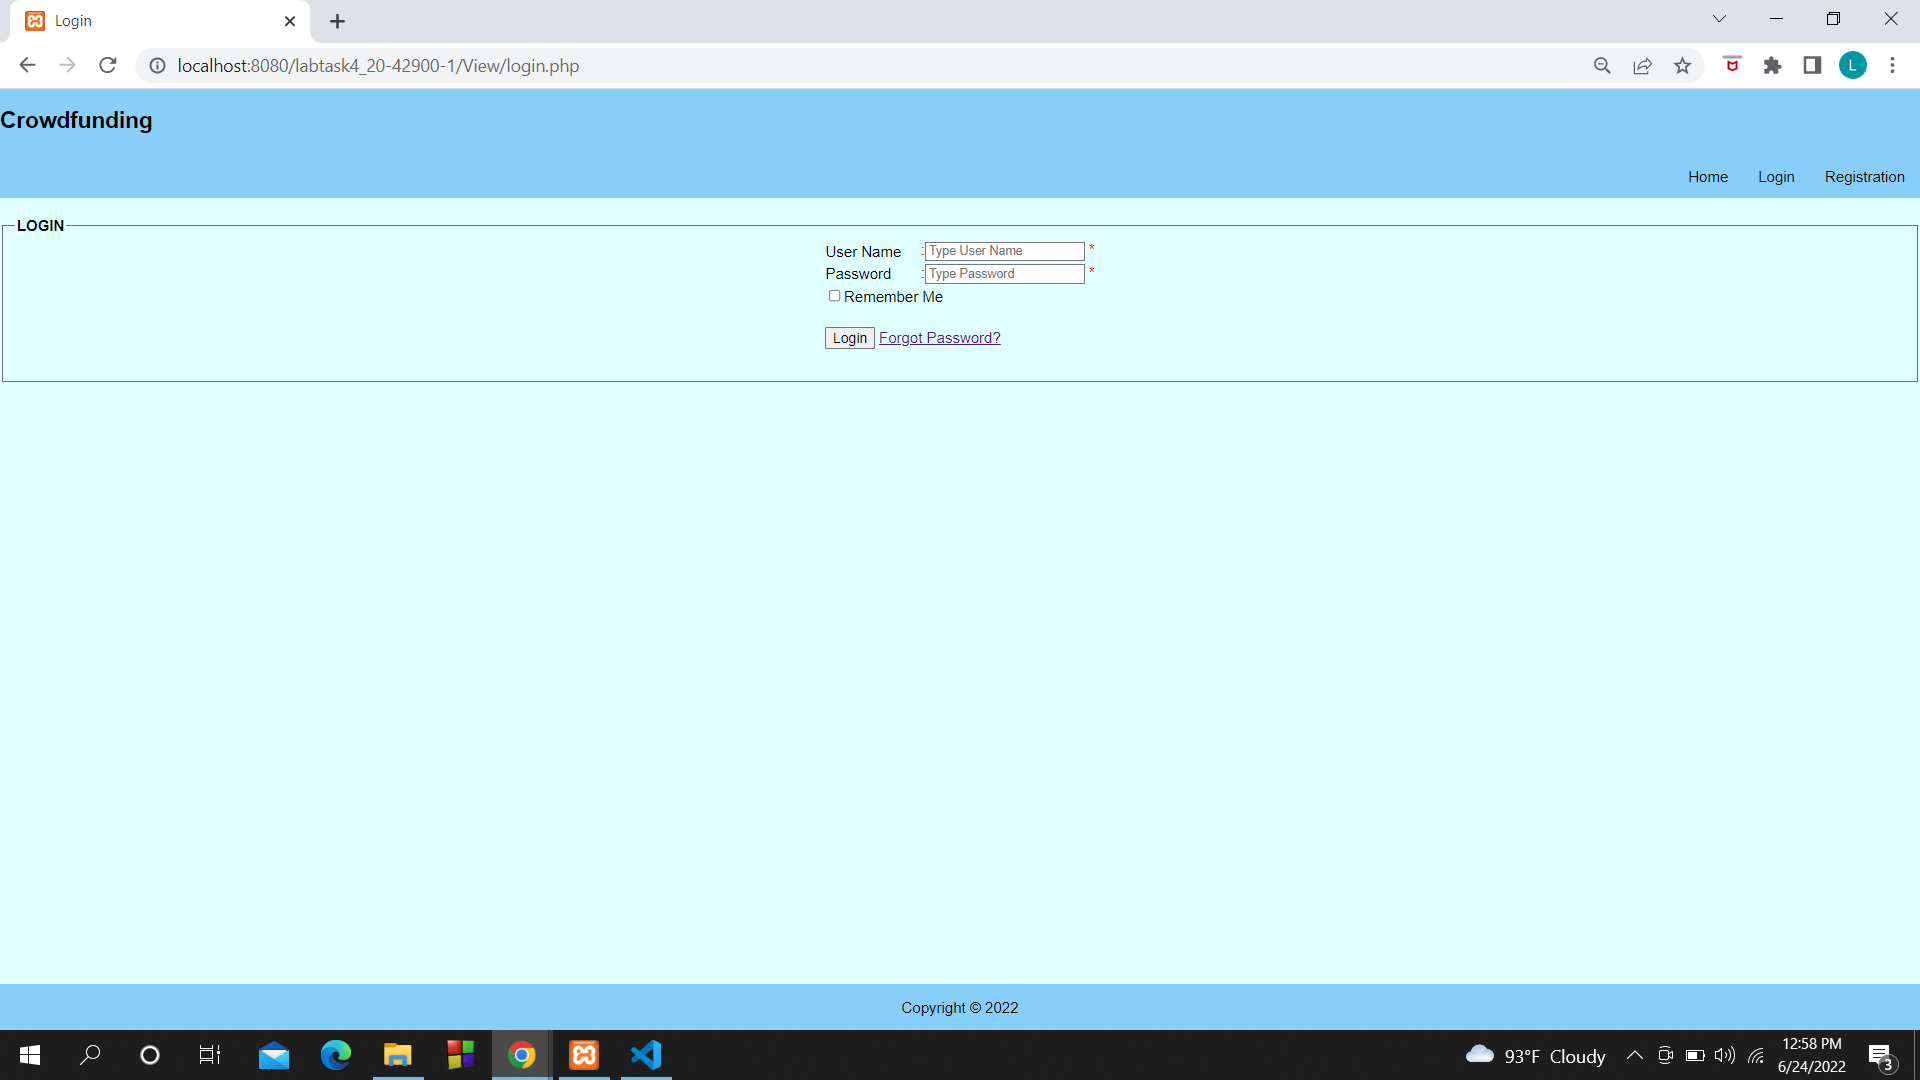 Login
localhost:8080/labtask4_20-42900-1/View/login.php
L
Crowdfunding
Home Login Registration
LOGIN
User Name : Type User Name *
Password : Type Password *
Remember Me
Login Forgot Password?
Copyright © 2022
93°F Cloudy
12:58 PM
6/24/2022
3